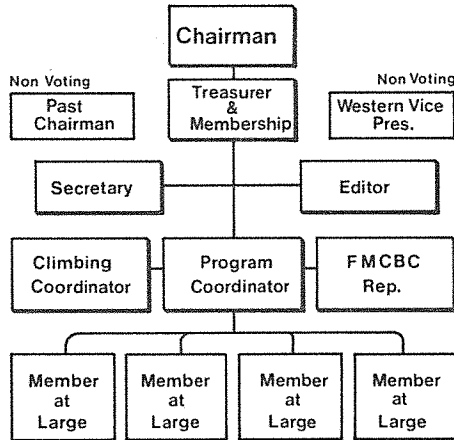 Chairman
Non Voting
Past
Chairman
Treasurer
&
Membership
Non Voting
Western Vice
Pres.
Secretary
Editor
Climbing
Coordinator
Program
Coordinator
FMCBC
Rep.
Member
at
Large
Member
at
Large
Member
at
Large
Member
at
Large